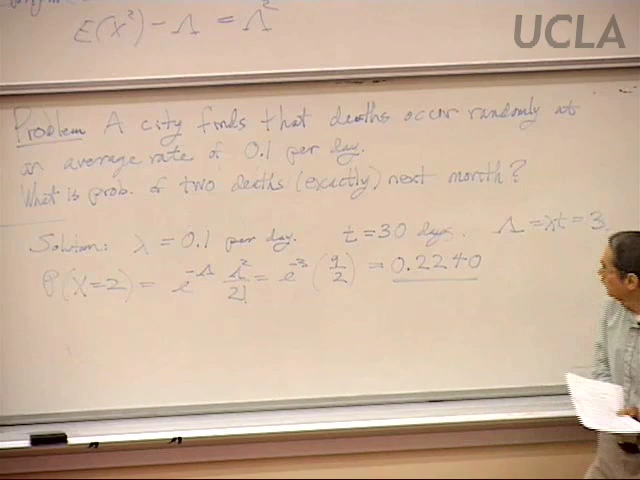 UCLA
E(X²) - Λ = Λ²
Problem A city finds that deaths occur randomly at
an average rate of 0.1 per day.
What is prob. of two deaths (exactly) next month?
Solution: λ = 0.1 per day. t = 30 days. Λ = λt = 3.
P(X=2) = e^-Λ Λ²/2! = e^-3 (9/2) = 0.2240